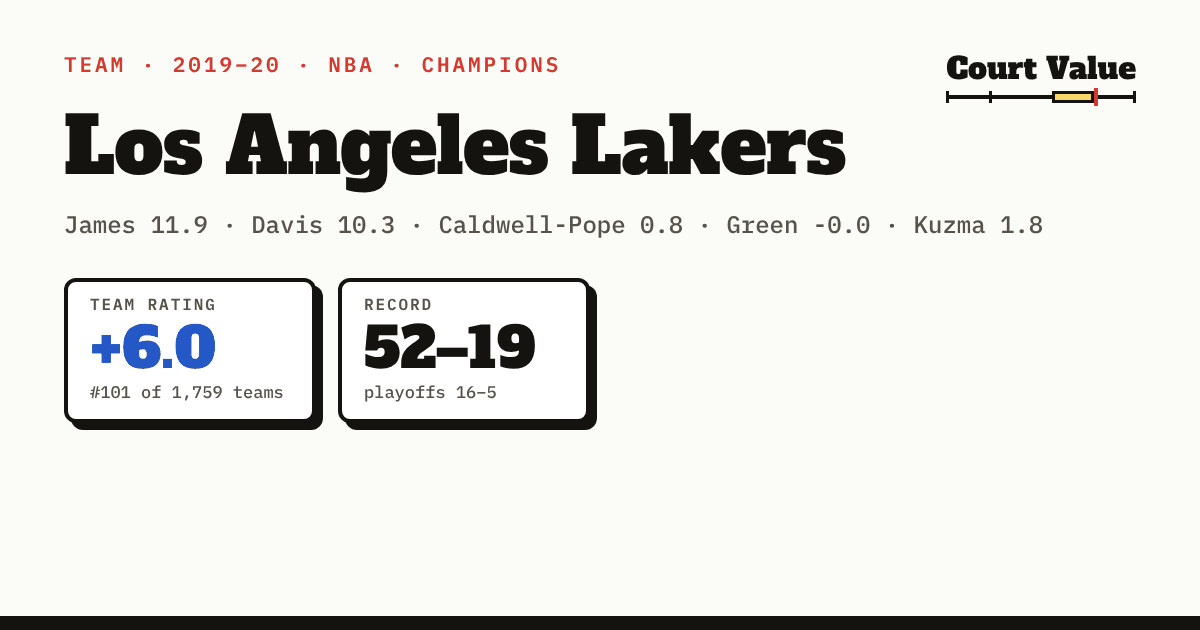 TEAM · 2019–20 · NBA · CHAMPIONS
Court Value
Los Angeles Lakers
James 11.9 · Davis 10.3 · Caldwell-Pope 0.8 · Green -0.0 · Kuzma 1.8
TEAM RATING
+6.0
#101 of 1,759 teams
RECORD
52–19
playoffs 16–5